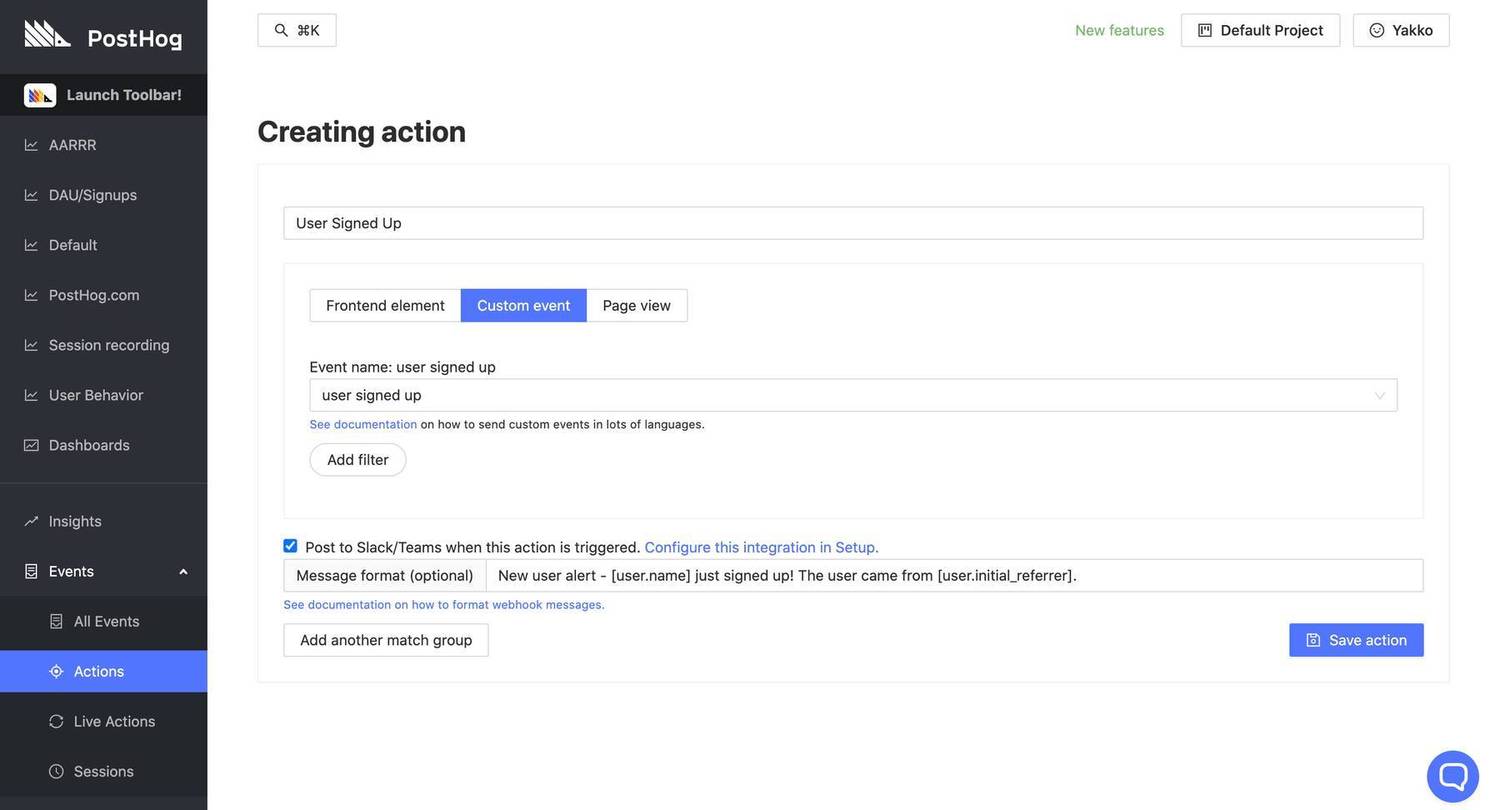 PostHog
Launch Toolbar!
AARRR
DAU/Signups
Default
PostHog.com
Session recording
User Behavior
Dashboards
Insights
Events
All Events
Actions
Live Actions
Sessions
⌘K
New features
Default Project
Yakko
Creating action
User Signed Up
Frontend element Custom event Page view
Event name: user signed up
user signed up
See documentation on how to send custom events in lots of languages.
Add filter
Post to Slack/Teams when this action is triggered. Configure this integration in Setup.
Message format (optional) New user alert - [user.name] just signed up! The user came from [user.initial_referrer].
See documentation on how to format webhook messages.
Add another match group
Save action